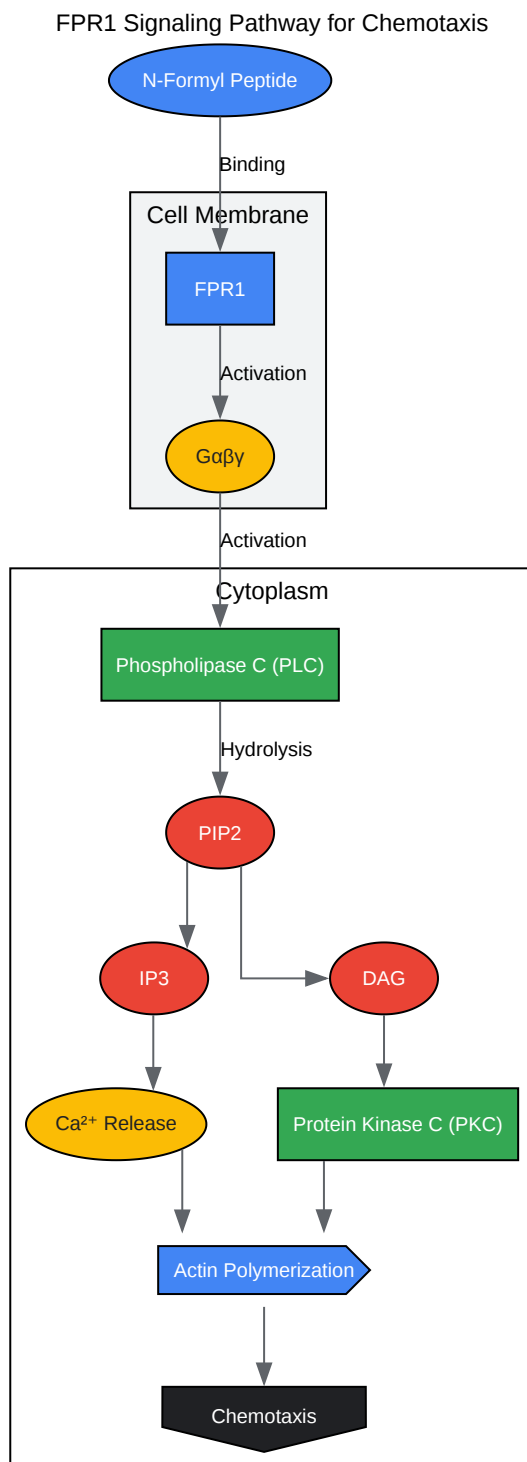 FPR1 Signaling Pathway for Chemotaxis
N-Formyl Peptide
Binding
Cell Membrane
FPR1
Activation
Gαβγ
Activation
Cytoplasm
Phospholipase C (PLC)
Hydrolysis
PIP2
IP3
DAG
Ca²⁺ Release
Protein Kinase C (PKC)
Actin Polymerization
Chemotaxis